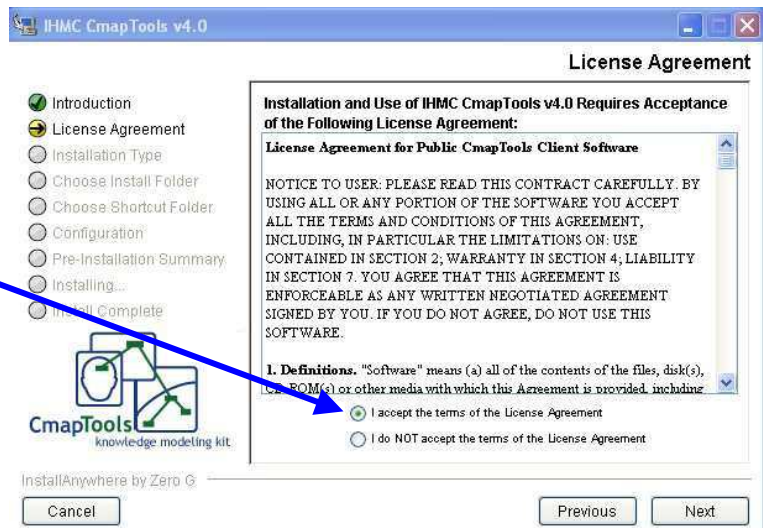 IHMC CmapTools v4.0
License Agreement
Introduction
License Agreement
Installation Type
Choose Install Folder
Choose Shortcut Folder
Configuration
Pre-Installation Summary
Installing...
Install Complete
CmapTools
knowledge modeling kit
Installation and Use of IHMC CmapTools v4.0 Requires Acceptance
of the Following License Agreement:
License Agreement for Public CmapTools Client Software
NOTICE TO USER: PLEASE READ THIS CONTRACT CAREFULLY. BY
USING ALL OR ANY PORTION OF THE SOFTWARE YOU ACCEPT
ALL THE TERMS AND CONDITIONS OF THIS AGREEMENT,
INCLUDING, IN PARTICULAR THE LIMITATIONS ON: USE
CONTAINED IN SECTION 2; WARRANTY IN SECTION 4; LIABILITY
IN SECTION 7. YOU AGREE THAT THIS AGREEMENT IS
ENFORCEABLE AS ANY WRITTEN NEGOTIATED AGREEMENT
SIGNED BY YOU. IF YOU DO NOT AGREE, DO NOT USE THIS
SOFTWARE.
1. Definitions. "Software" means (a) all of the contents of the files, disk(s),
CD-ROM(s) or other media with which this Agreement is provided, including
I accept the terms of the License Agreement
I do NOT accept the terms of the License Agreement
InstallAnywhere by Zero G
Cancel
Previous
Next